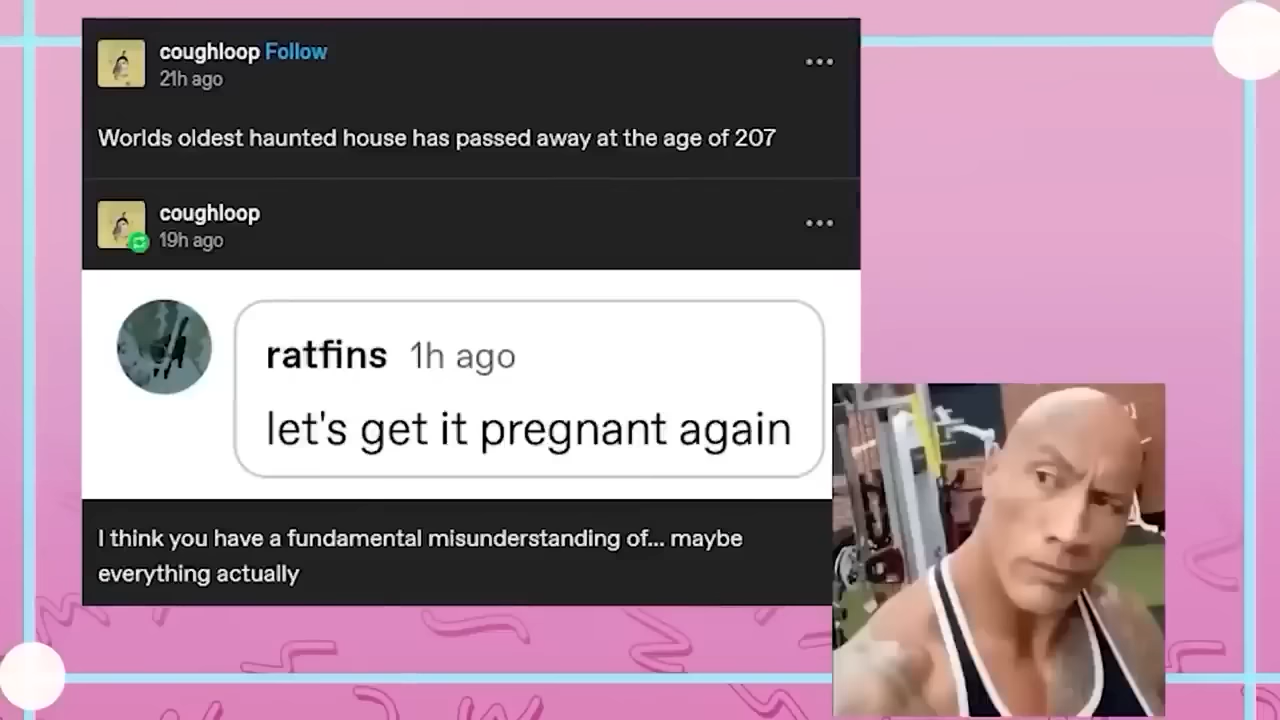 coughloop Follow
21h ago
Worlds oldest haunted house has passed away at the age of 207
coughloop
19h ago
ratfins 1h ago
let's get it pregnant again
I think you have a fundamental misunderstanding of... maybe
everything actually